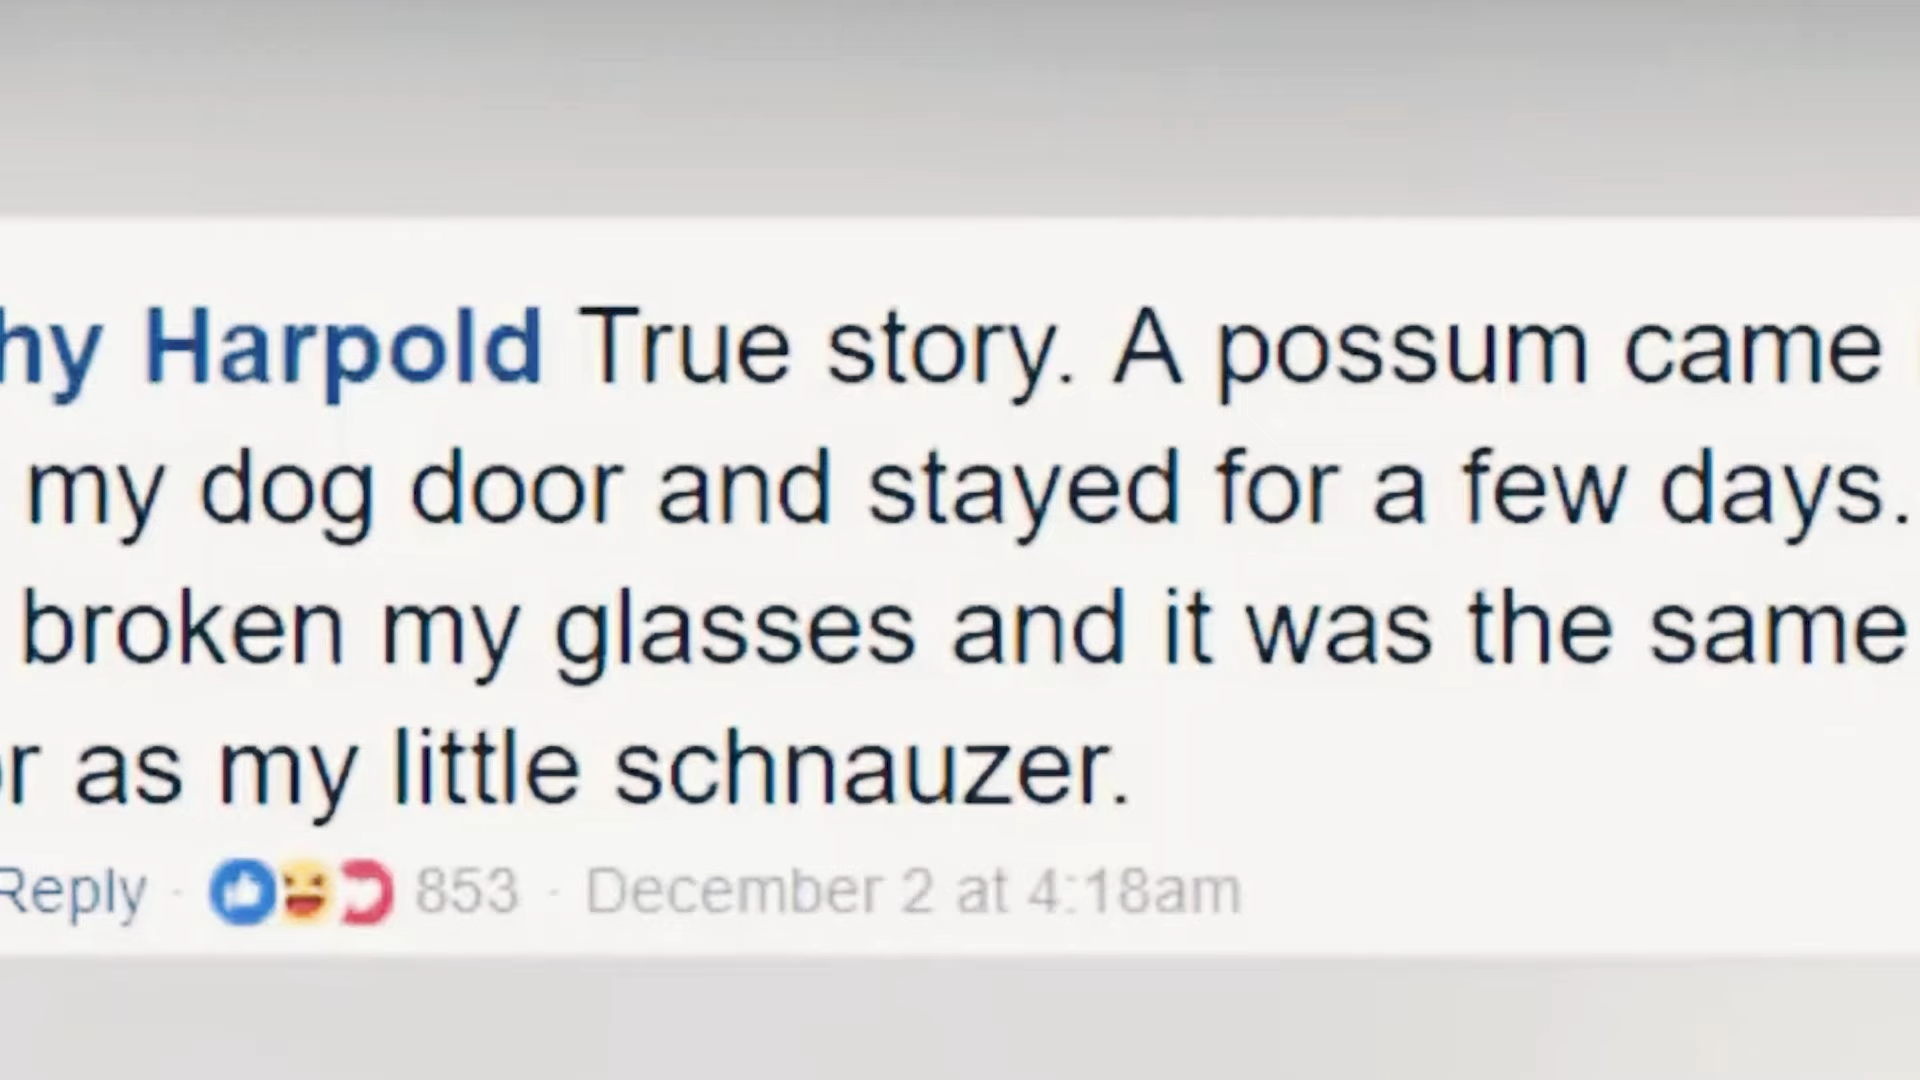 hy Harpold True story. A possum came
my dog door and stayed for a few days.
broken my glasses and it was the same
r as my little schnauzer.
Reply · 853 · December 2 at 4:18am